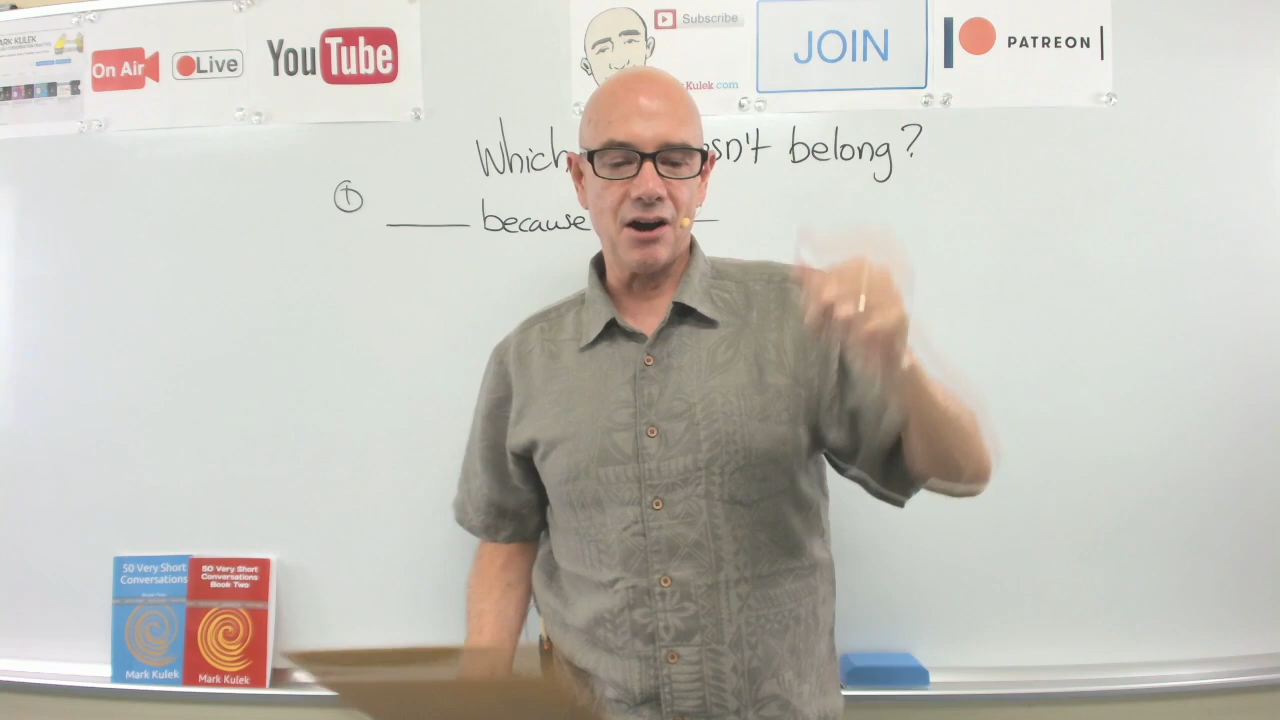 MARK KULEK
On Air
Live
YouTube
Subscribe
Kulek.com
JOIN
PATREON
Which sn't belong?
1
because
50 Very Short
Conversations
Mark Kulek
50 Very Short
Conversations
Book Two
Mark Kulek